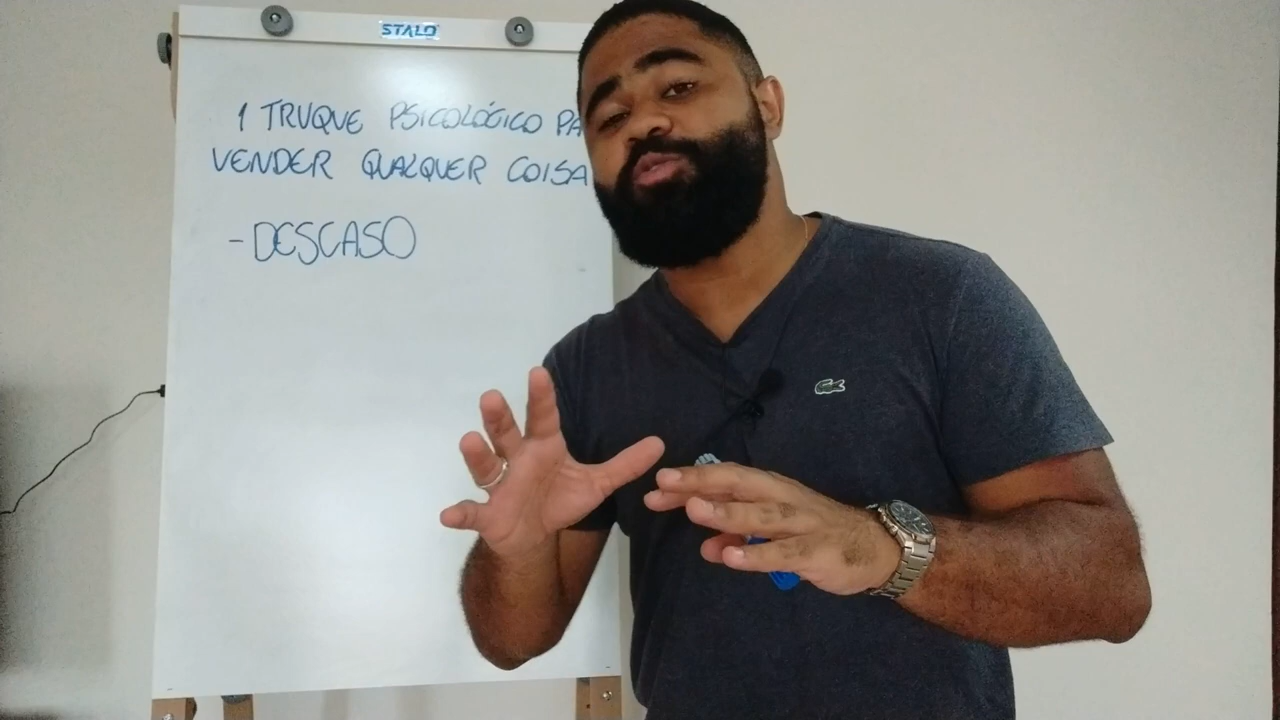 STALO
1 TRUQUE PSICOLÓGICO PA
VENDER QUALQUER COISA
- DESCASO